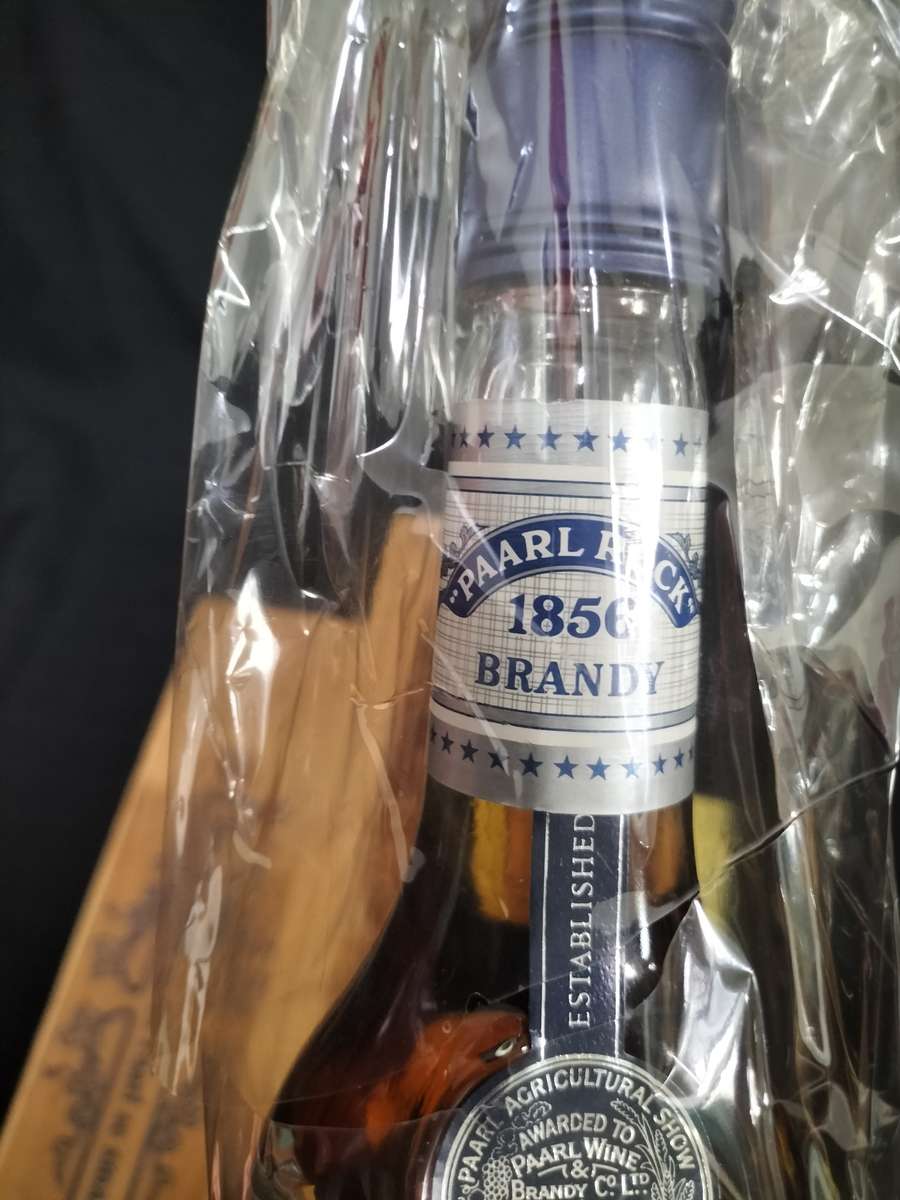 "PAARL ROCK"
1856
BRANDY
ESTABLISHED
PAARL AGRICULTURAL SHOW
AWARDED TO
PAARL WINE
&
BRANDY CO. LTD.